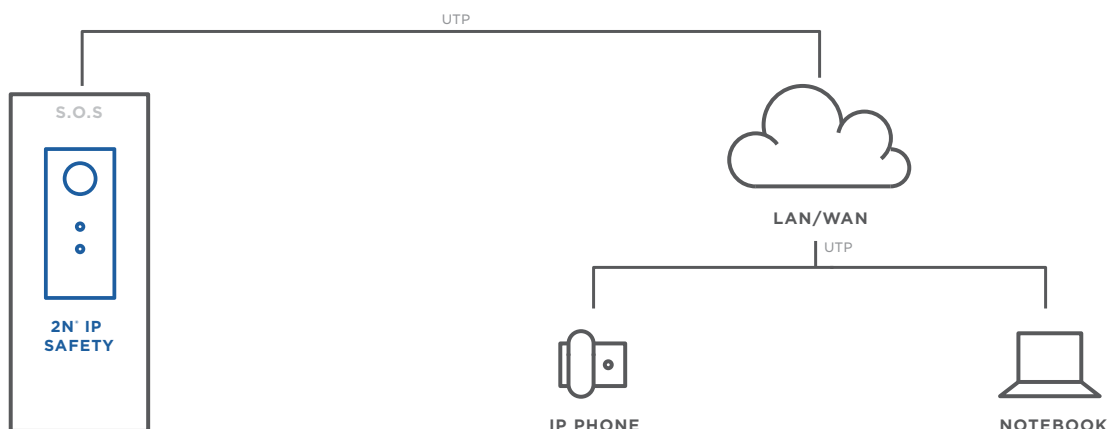 UTP
S.O.S
2N® IP
SAFETY
LAN/WAN
UTP
IP PHONE
NOTEBOOK